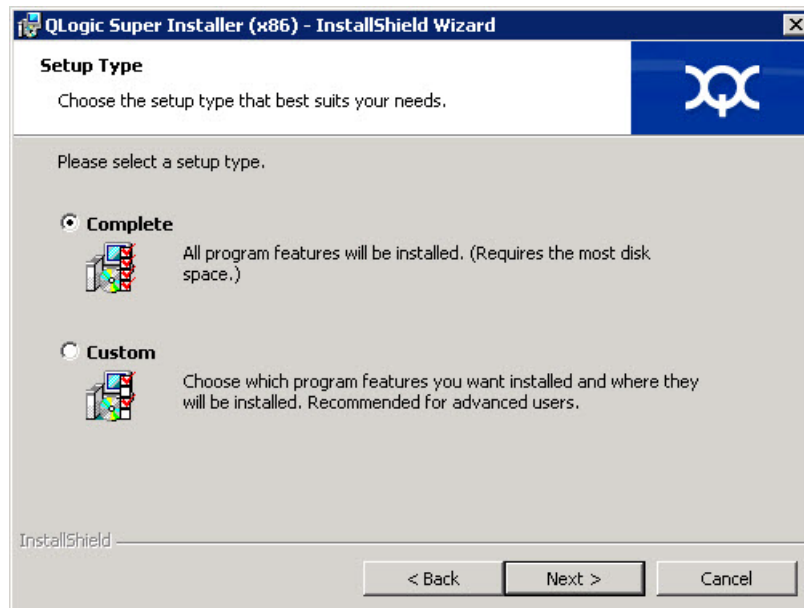 QLogic Super Installer (x86) - InstallShield Wizard
Setup Type
Choose the setup type that best suits your needs.
Please select a setup type.
Complete
All program features will be installed. (Requires the most disk
space.)
Custom
Choose which program features you want installed and where they
will be installed. Recommended for advanced users.
InstallShield
< Back
Next >
Cancel